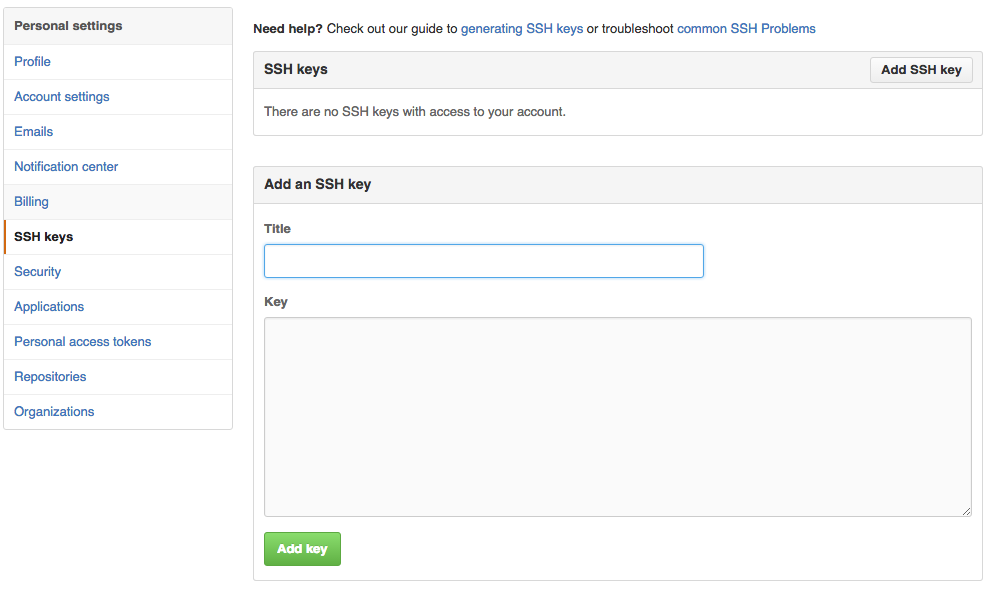 Personal settings
Profile
Account settings
Emails
Notification center
Billing
SSH keys
Security
Applications
Personal access tokens
Repositories
Organizations
Need help? Check out our guide to generating SSH keys or troubleshoot common SSH Problems
SSH keys
Add SSH key
There are no SSH keys with access to your account.
Add an SSH key
Title
Key
Add key